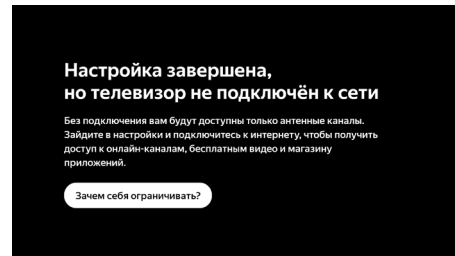 Настройка завершена,
но телевизор не подключён к сети
Без подключения вам будут доступны только антенные каналы.
Зайдите в настройки и подключитесь к интернету, чтобы получить
доступ к онлайн-каналам, бесплатным видео и магазину
приложений.
Зачем себя ограничивать?